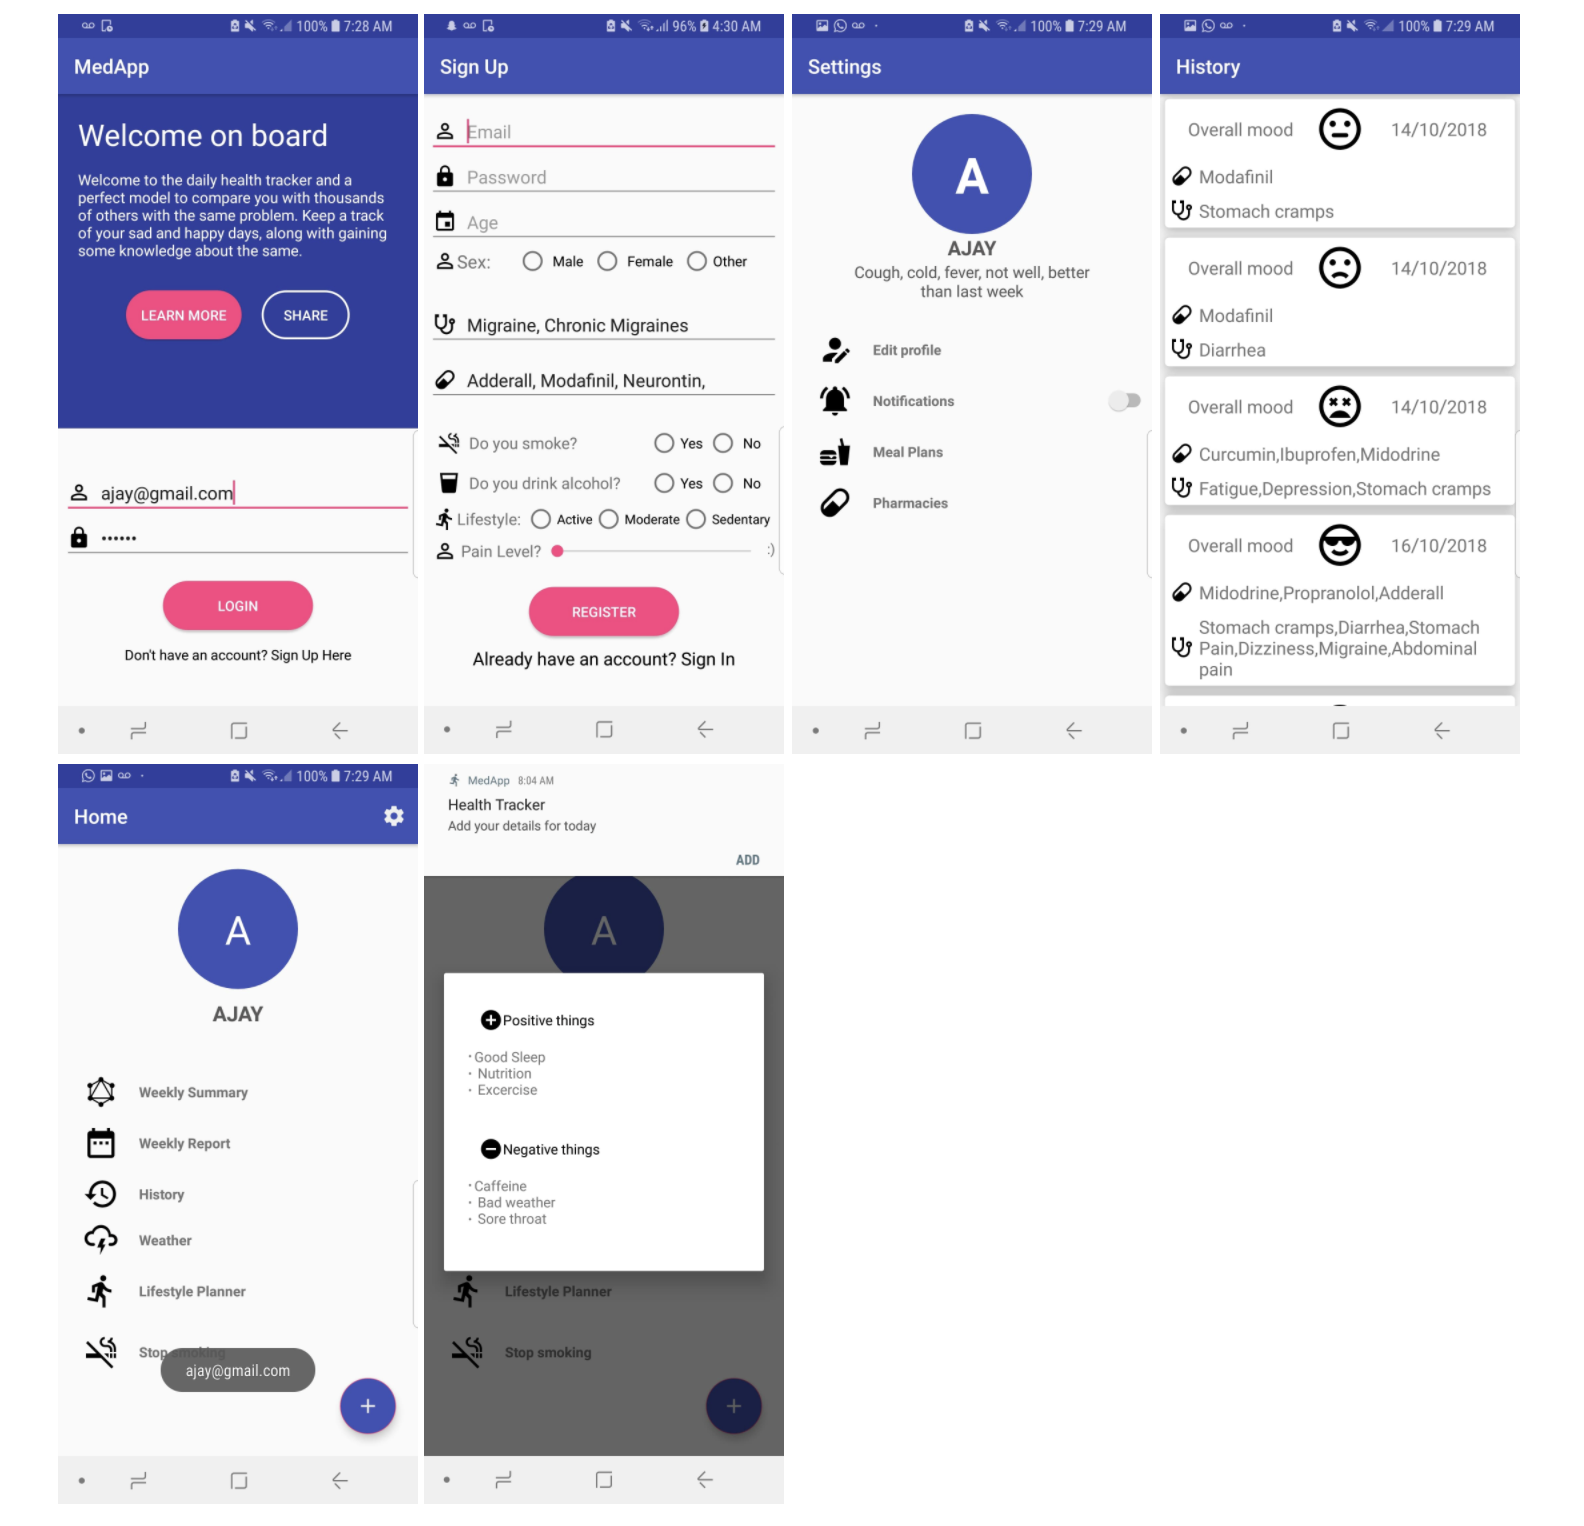 100% 7:28 AM
MedApp
Welcome on board
Welcome to the daily health tracker and a
perfect model to compare you with thousands
of others with the same problem. Keep a track
of your sad and happy days, along with gaining
some knowledge about the same.
LEARN MORE
SHARE
ajay@gmail.com
••••••
LOGIN
Don't have an account? Sign Up Here
96% 4:30 AM
Sign Up
Email
Password
Age
Sex: Male Female Other
Migraine, Chronic Migraines
Adderall, Modafinil, Neurontin,
Do you smoke? Yes No
Do you drink alcohol? Yes No
Lifestyle: Active Moderate Sedentary
Pain Level? :)
REGISTER
Already have an account? Sign In
100% 7:29 AM
Settings
A
AJAY
Cough, cold, fever, not well, better
than last week
Edit profile
Notifications
Meal Plans
Pharmacies
100% 7:29 AM
History
Overall mood 14/10/2018
Modafinil
Stomach cramps
Overall mood 14/10/2018
Modafinil
Diarrhea
Overall mood 14/10/2018
Curcumin,Ibuprofen,Midodrine
Fatigue,Depression,Stomach cramps
Overall mood 16/10/2018
Midodrine,Propranolol,Adderall
Stomach cramps,Diarrhea,Stomach
Pain,Dizziness,Migraine,Abdominal
pain
100% 7:29 AM
Home
A
AJAY
Weekly Summary
Weekly Report
History
Weather
Lifestyle Planner
Stop smoking
ajay@gmail.com
+
MedApp 8:04 AM
Health Tracker
Add your details for today
ADD
A
Positive things
· Good Sleep
· Nutrition
· Excercise
Negative things
· Caffeine
· Bad weather
· Sore throat
Lifestyle Planner
Stop smoking
+